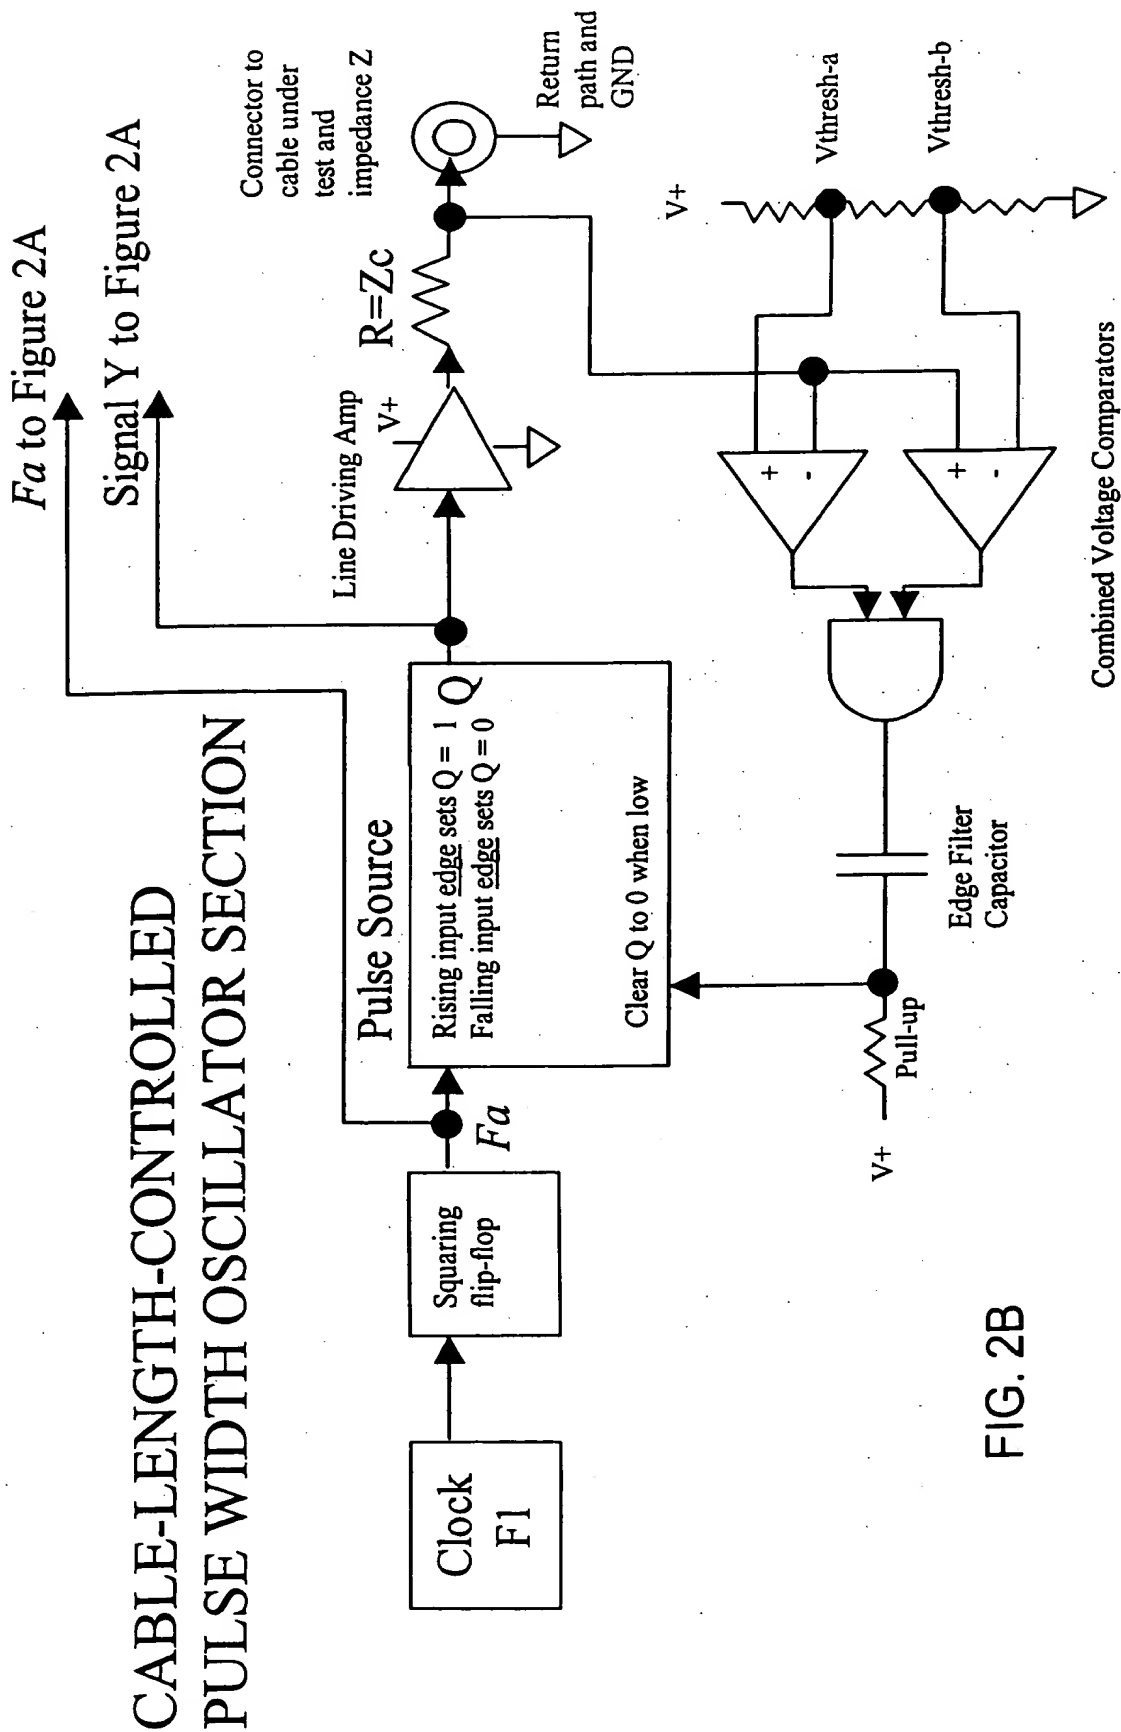 CABLE-LENGTH-CONTROLLED
PULSE WIDTH OSCILLATOR SECTION
Fa to Figure 2A
Signal Y to Figure 2A
Clock
F1
Squaring
flip-flop
Fa
Pulse Source
Rising input edge sets Q = 1
Falling input edge sets Q = 0
Q
Clear Q to 0 when low
Line Driving Amp
V+
R=Zc
Connector to
cable under
test and
impedance Z
Return
path and
GND
V+
Pull-up
Edge Filter
Capacitor
+
-
+
-
V+
Vthresh-a
Vthresh-b
Combined Voltage Comparators
FIG. 2B